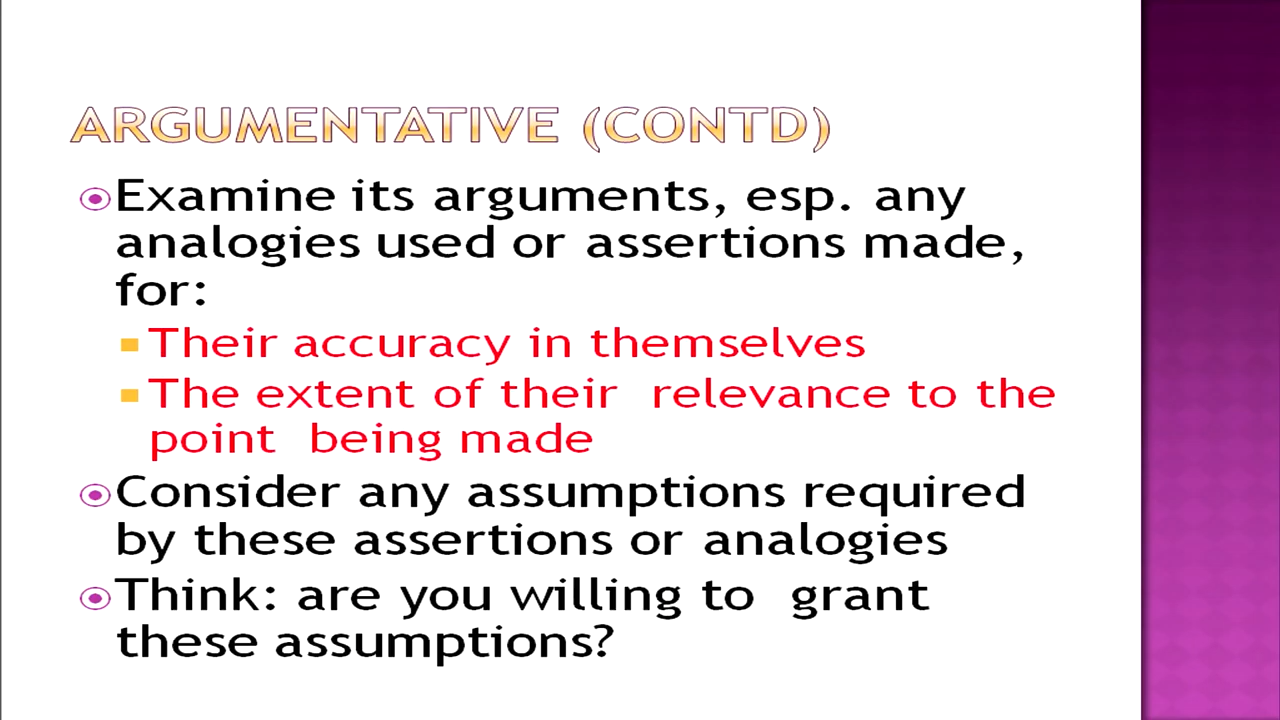 ARGUMENTATIVE (CONTD)
Examine its arguments, esp. any
analogies used or assertions made,
for:
Their accuracy in themselves
The extent of their relevance to the
point being made
Consider any assumptions required
by these assertions or analogies
Think: are you willing to grant
these assumptions?